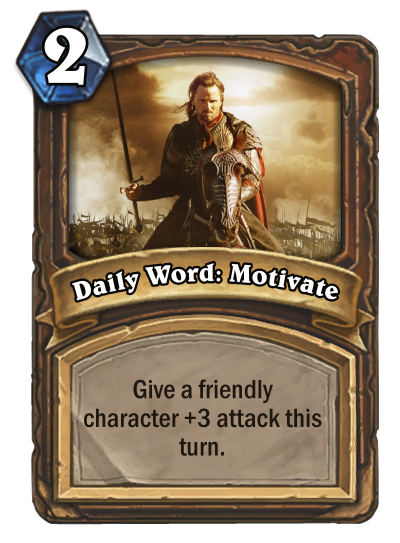 2
Daily Word: Motivate
Give a friendly
character +3 attack this
turn.